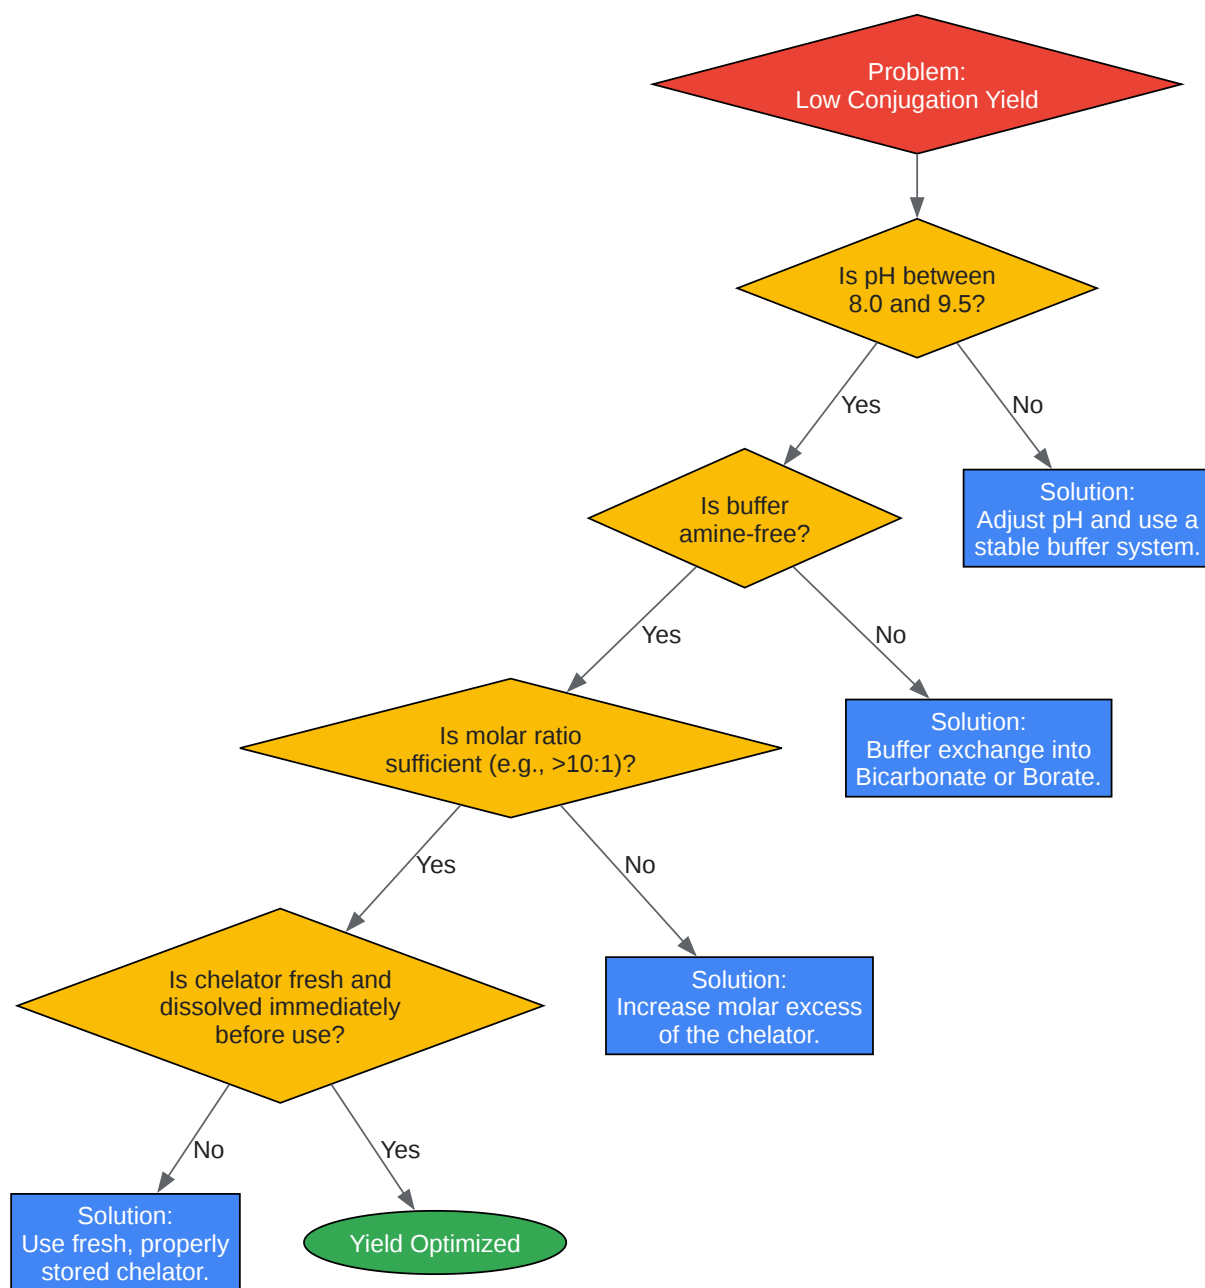 Problem:
Low Conjugation Yield
Is pH between
8.0 and 9.5?
Yes
No
Is buffer
amine-free?
Solution:
Adjust pH and use a
stable buffer system.
Yes
No
Is molar ratio
sufficient (e.g., >10:1)?
Solution:
Buffer exchange into
Bicarbonate or Borate.
Yes
No
Is chelator fresh and
dissolved immediately
before use?
Solution:
Increase molar excess
of the chelator.
No
Yes
Solution:
Use fresh, properly
stored chelator.
Yield Optimized